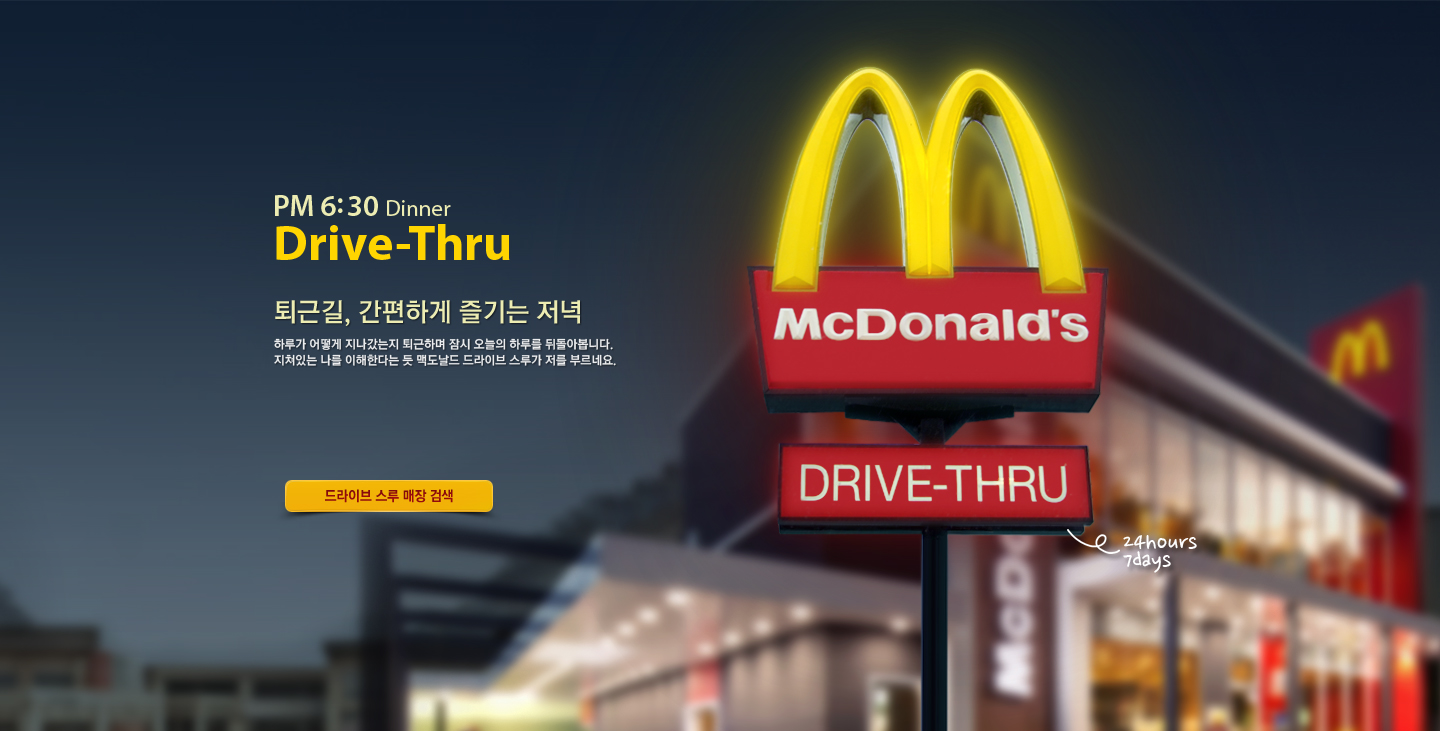 PM 6:30 Dinner
Drive-Thru
퇴근길, 간편하게 즐기는 저녁
하루가 어떻게 지나갔는지 퇴근하며 잠시 오늘의 하루를 뒤돌아봅니다.
지쳐있는 나를 이해한다는 듯 맥도날드 드라이브 스루가 저를 부르네요.
드라이브 스루 매장 검색
McDonald's
DRIVE-THRU
24hours
7days
McDo